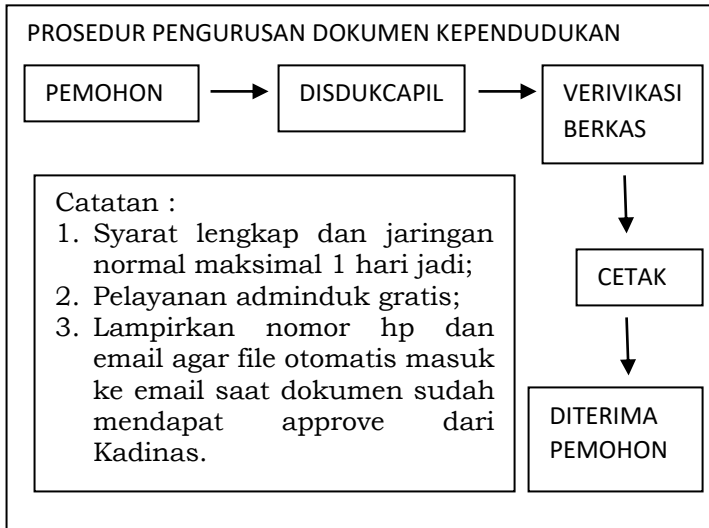 PROSEDUR PENGURUSAN DOKUMEN KEPENDUDUKAN
PEMOHON
DISDUKCAPIL
VERIVIKASI
BERKAS
CETAK
DITERIMA
PEMOHON
Catatan :
1. Syarat lengkap dan jaringan
normal maksimal 1 hari jadi;
2. Pelayanan adminduk gratis;
3. Lampirkan nomor hp dan
email agar file otomatis masuk
ke email saat dokumen sudah
mendapat approve dari
Kadinas.